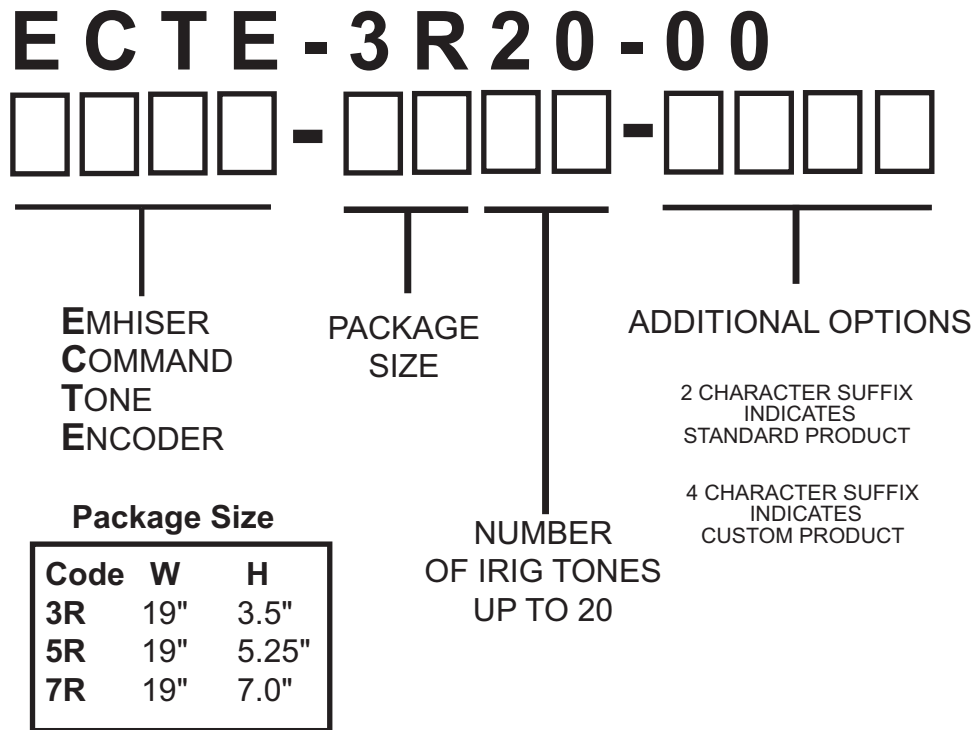 ECTE-3R20-00
EMHISER
COMMAND
TONE
ENCODER
PACKAGE
SIZE
NUMBER
OF IRIG TONES
UP TO 20
ADDITIONAL OPTIONS
2 CHARACTER SUFFIX
INDICATES
STANDARD PRODUCT
4 CHARACTER SUFFIX
INDICATES
CUSTOM PRODUCT
Package Size
Code W H
3R 19" 3.5"
5R 19" 5.25"
7R 19" 7.0"